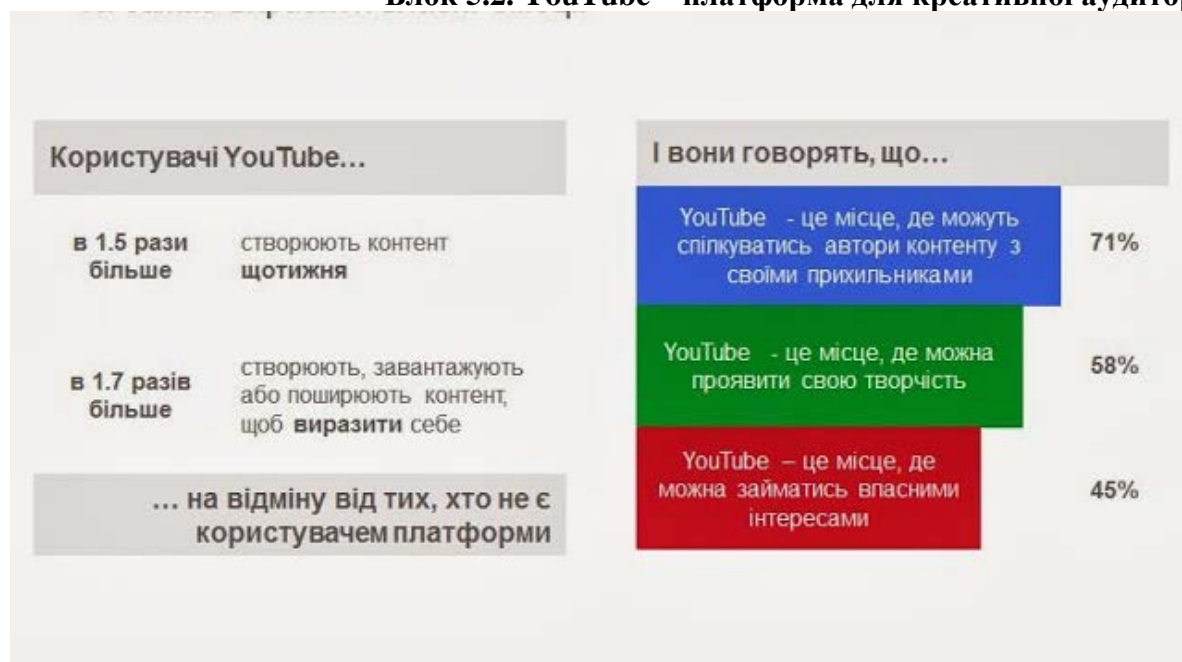 Блок 5.2. YouTube – платформа для креативної
Користувачі YouTube…
в 1.5 рази
більше
створюють контент
щотижня
в 1.7 разів
більше
створюють, завантажують
або поширюють контент,
щоб виразити себе
… на відміну від тих, хто не є
користувачем платформи
І вони говорять, що…
YouTube - це місце, де можуть
спілкуватись автори контенту з
своїми прихильниками
71%
YouTube - це місце, де можна
проявити свою творчість
58%
YouTube – це місце, де
можна займатись власними
інтересами
45%